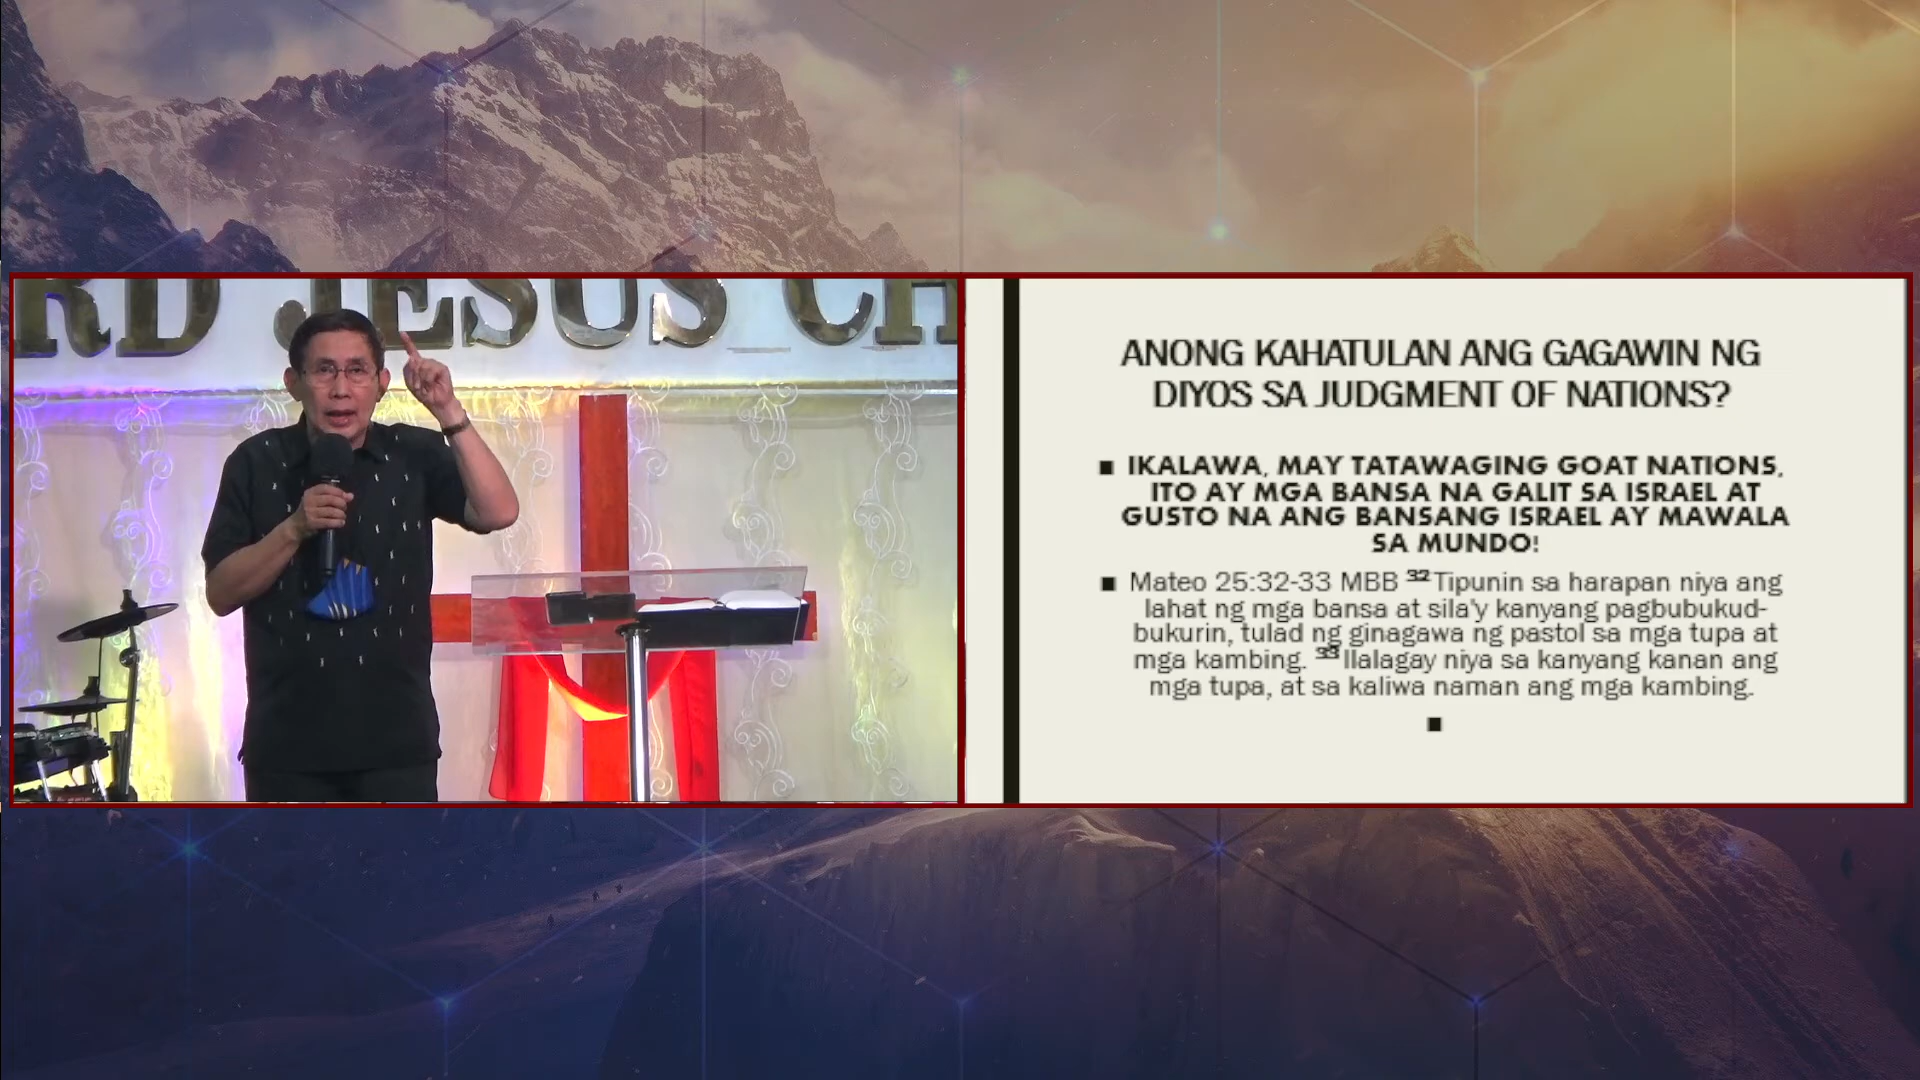 RD JESUS CH
ANONG KAHATULAN ANG GAGAWIN NG
DIYOS SA JUDGMENT OF NATIONS?
■ IKALAWA, MAY TATAWAGING GOAT NATIONS,
ITO AY MGA BANSA NA GALIT SA ISRAEL AT
GUSTO NA ANG BANSANG ISRAEL AY MAWALA
SA MUNDO!
■ Mateo 25:32-33 MBB 32 Tipunin sa harapan niya ang
lahat ng mga bansa at sila'y kanyang pagbubukud-
bukurin, tulad ng ginagawa ng pastol sa mga tupa at
mga kambing. 33 Ilalagay niya sa kanyang kanan ang
mga tupa, at sa kaliwa naman ang mga kambing.
■